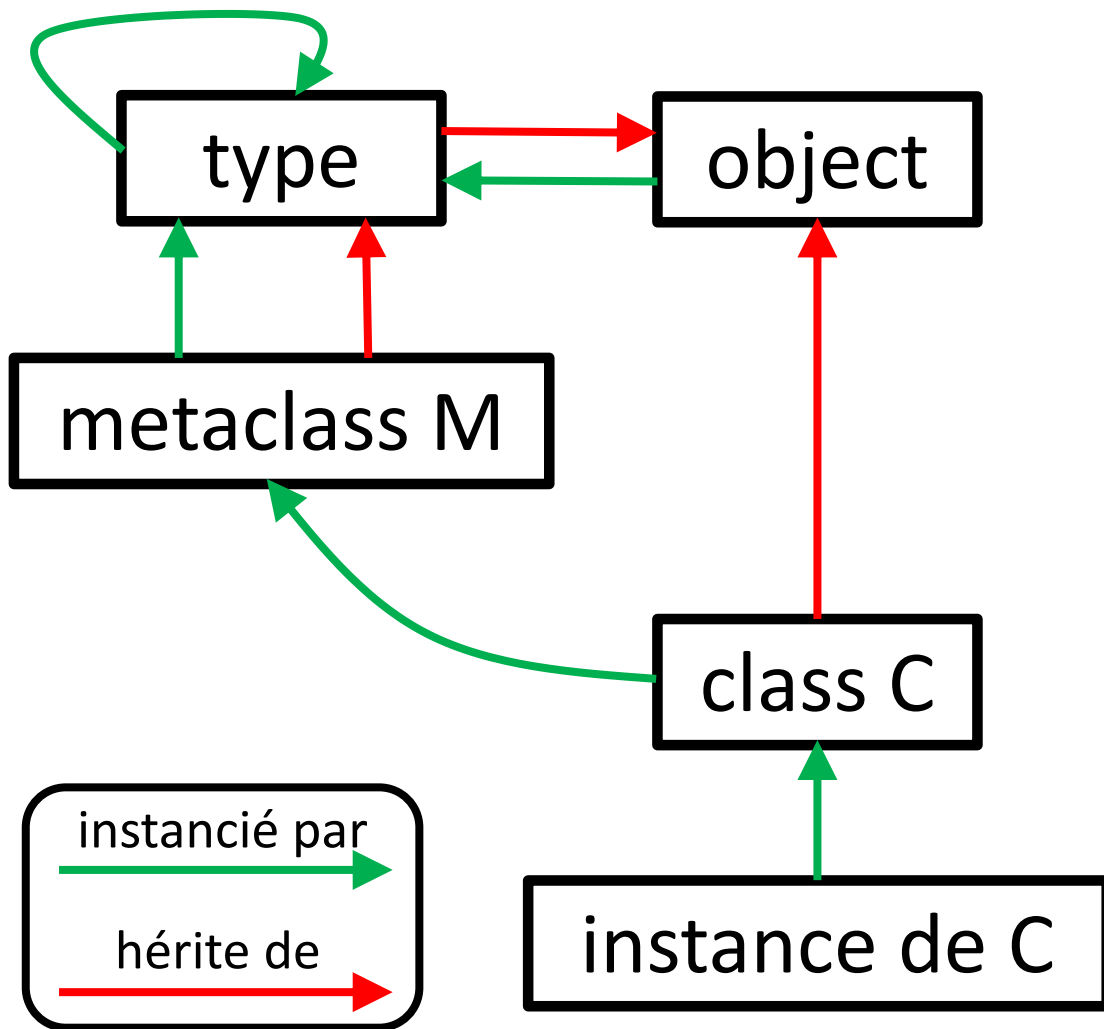 type
object
metaclass M
class C
instancié par
hérite de
instance de C